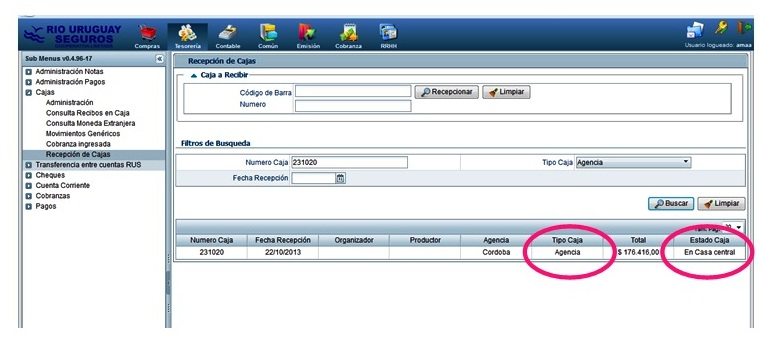 RIO URUGUAY
SEGUROS
Compras
Tesorería
Contable
Común
Emisión
Cobranza
RRHH
Usuario logueado: amaa
Sub Menus v0.4.96-17
Administración Notas
Administración Pagos
Cajas
Administración
Consulta Recibos en Caja
Consulta Moneda Extranjera
Movimientos Genéricos
Cobranza ingresada
Recepción de Cajas
Transferencia entre cuentas RUS
Cheques
Cuenta Corriente
Cobranzas
Pagos
Recepción de Cajas
Caja a Recibir
Código de Barra
Recepcionar
Limpiar
Numero
Filtros de Busqueda
Numero Caja 231020 Tipo Caja Agencia
Fecha Recepción
Buscar
Limpiar
Numero Caja Fecha Recepción Organizador Productor Agencia Tipo Caja Total Estado Caja
231020 22/10/2013 Cordoba Agencia $ 176.416,00 En Casa central